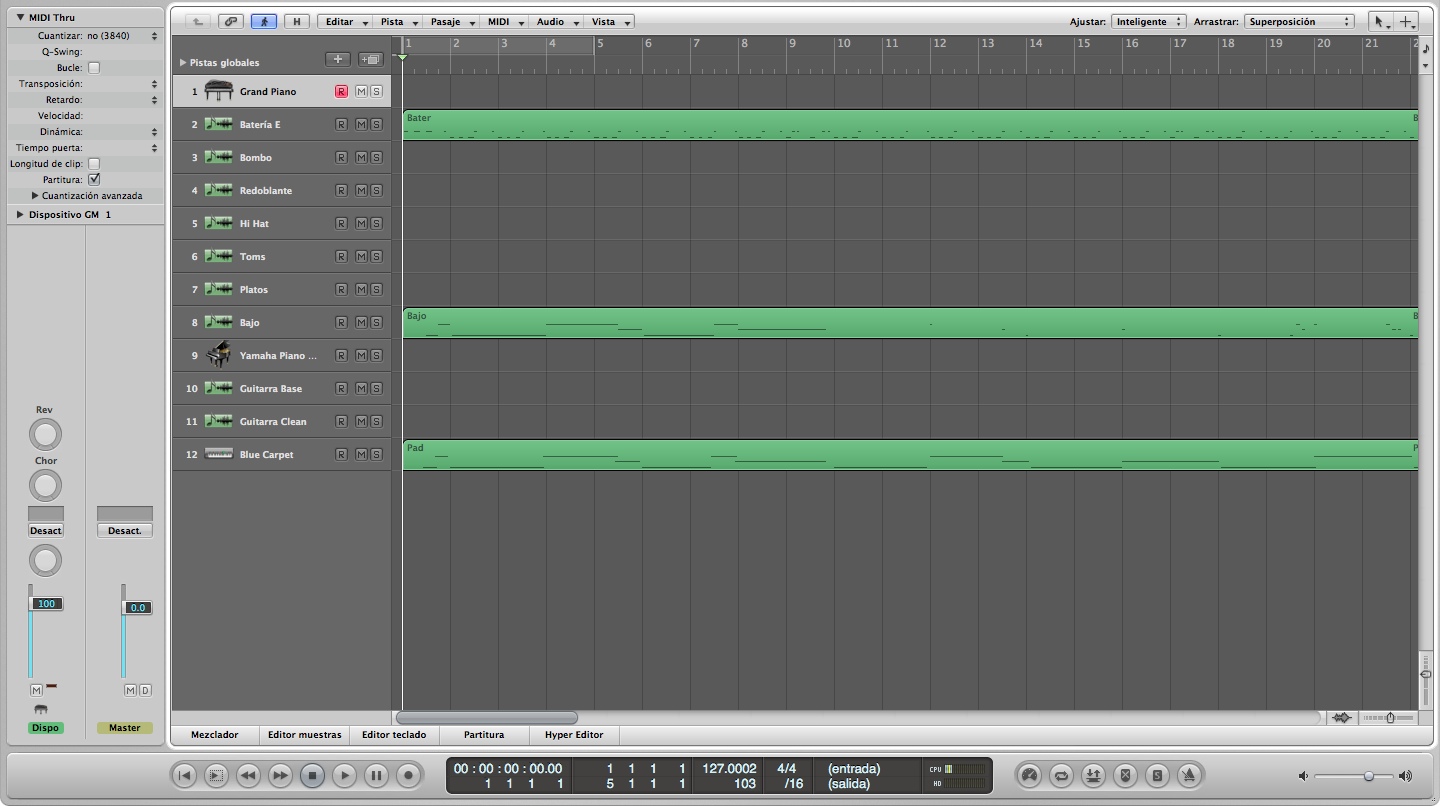 MIDI Thru
Cuantizar: no (3840)
Q-Swing:
Bucle:
Transposición:
Retardo:
Velocidad:
Dinámica:
Tiempo puerta:
Longitud de clip:
Partitura:
Cuantización avanzada
Dispositivo GM 1
Rev
Chor
Desact
Desact.
100
0.0
M
M D
Dispo
Master
H Editar Pista Pasaje MIDI Audio Vista
Ajustar: Inteligente Arrastrar: Superposición
Pistas globales
1 2 3 4 5 6 7 8 9 10 11 12 13 14 15 16 17 18 19 20 21
1 Grand Piano R M S
2 Batería E R M S
Bater
3 Bombo R M S
4 Redoblante R M S
5 Hi Hat R M S
6 Toms R M S
7 Platos R M S
8 Bajo R M S
Bajo
9 Yamaha Piano ... R M S
10 Guitarra Base R M S
11 Guitarra Clean R M S
12 Blue Carpet R M S
Pad
Mezclador Editor muestras Editor teclado Partitura Hyper Editor
00 : 00 : 00 : 00.00 1 1 1 1 127.0002 4/4 (entrada) CPU
1 1 1 1 5 1 1 1 103 /16 (salida) HD
S